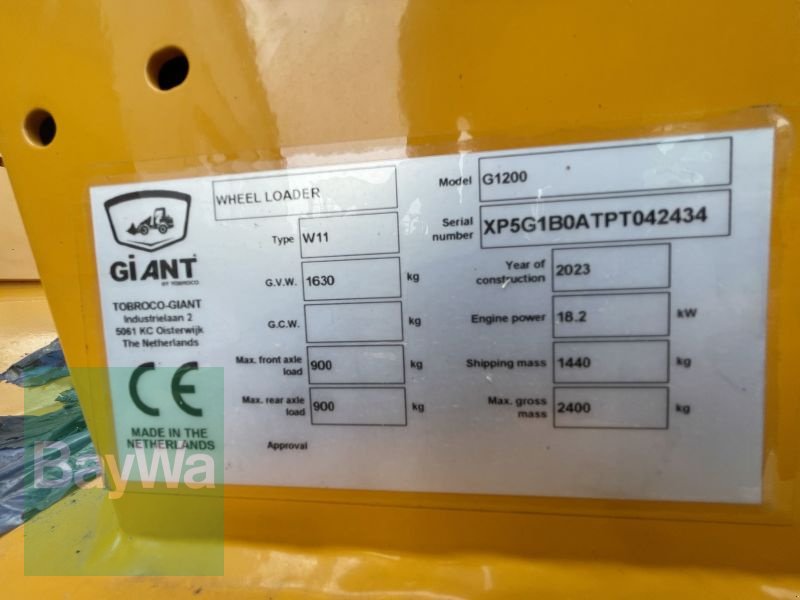 GiANT
BY TOBROCO
TOBROCO-GIANT
Industrielaan 2
5061 KC Oisterwijk
The Netherlands
CE
MADE IN THE
NETHERLANDS
WHEEL LOADER
Type W11
G.V.W. 1630 kg
G.C.W. kg
Max. front axle
load 900 kg
Max. rear axle
load 900 kg
Approval
Model G1200
Serial
number XP5G1B0ATPT042434
Year of
construction 2023
Engine power 18.2 kW
Shipping mass 1440 kg
Max. gross
mass 2400 kg
BayWa